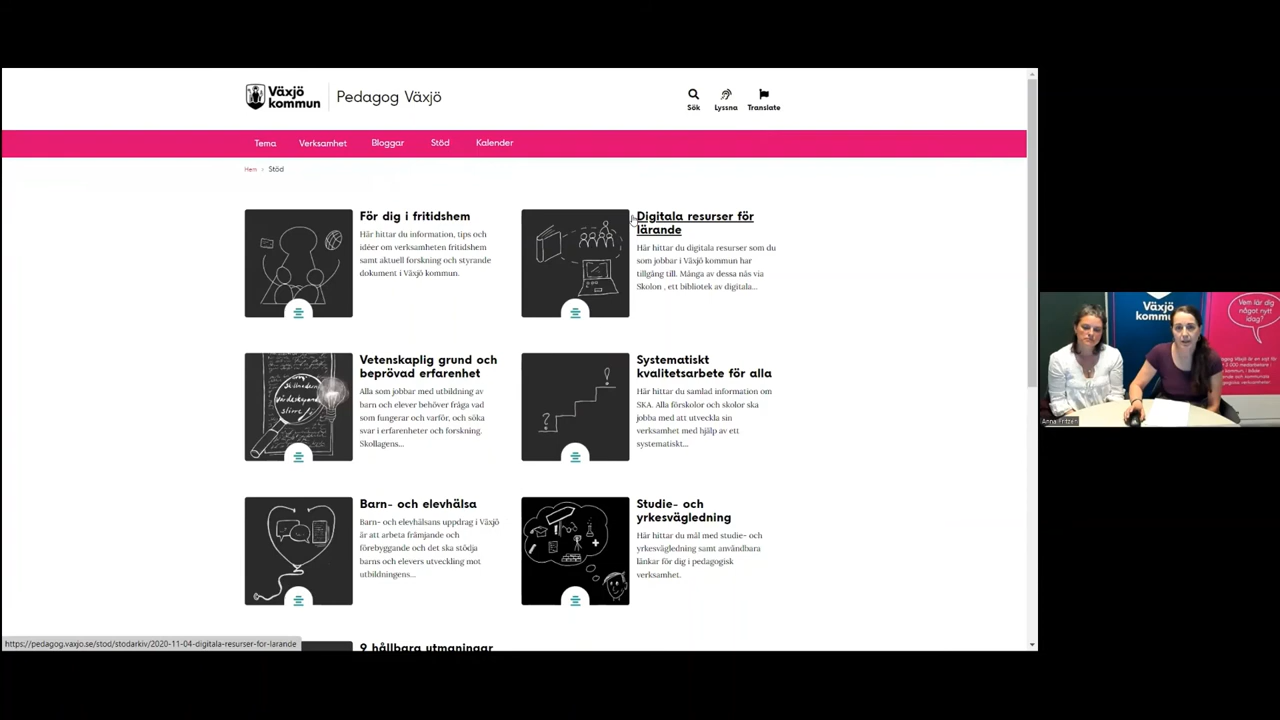 Växjö
kommun
Pedagog Växjö
Sök
Lyssna
Translate
Tema
Verksamhet
Bloggar
Stöd
Kalender
Hem › Stöd
För dig i fritidshem
Här hittar du information, tips och
idéer om verksamheten fritidshem
samt aktuell forskning och styrande
dokument i Växjö kommun.
Digitala resurser för
lärande
Här hittar du digitala resurser som du
som jobbar i Växjö kommun har
tillgång till. Många av dessa nås via
Skolon , ett bibliotek av digitala...
Vetenskaplig grund och
beprövad erfarenhet
Alla som jobbar med utbildning av
barn och elever behöver fråga vad
som fungerar och varför, och söka
svar i erfarenheter och forskning.
Skollagens...
Systematiskt
kvalitetsarbete för alla
Här hittar du samlad information om
SKA. Alla förskolor och skolor ska
jobba med att utveckla sin
verksamhet med hjälp av ett
systematiskt...
Barn- och elevhälsa
Barn- och elevhälsans uppdrag i Växjö
är att arbeta främjande och
förebyggande och det ska stödja
barns och elevers utveckling mot
utbildningens...
Studie- och
yrkesvägledning
Här hittar du mål med studie- och
yrkesvägledning samt användbara
länkar för dig i pedagogisk
verksamhet.
9 hållbara utmaningar
https://pedagog.vaxjo.se/stod/stodarkiv/2020-11-04-digitala-resurser-for-larande
Växjö
kommun
Vem lär dig
något nytt
idag?
Anna Fritzén